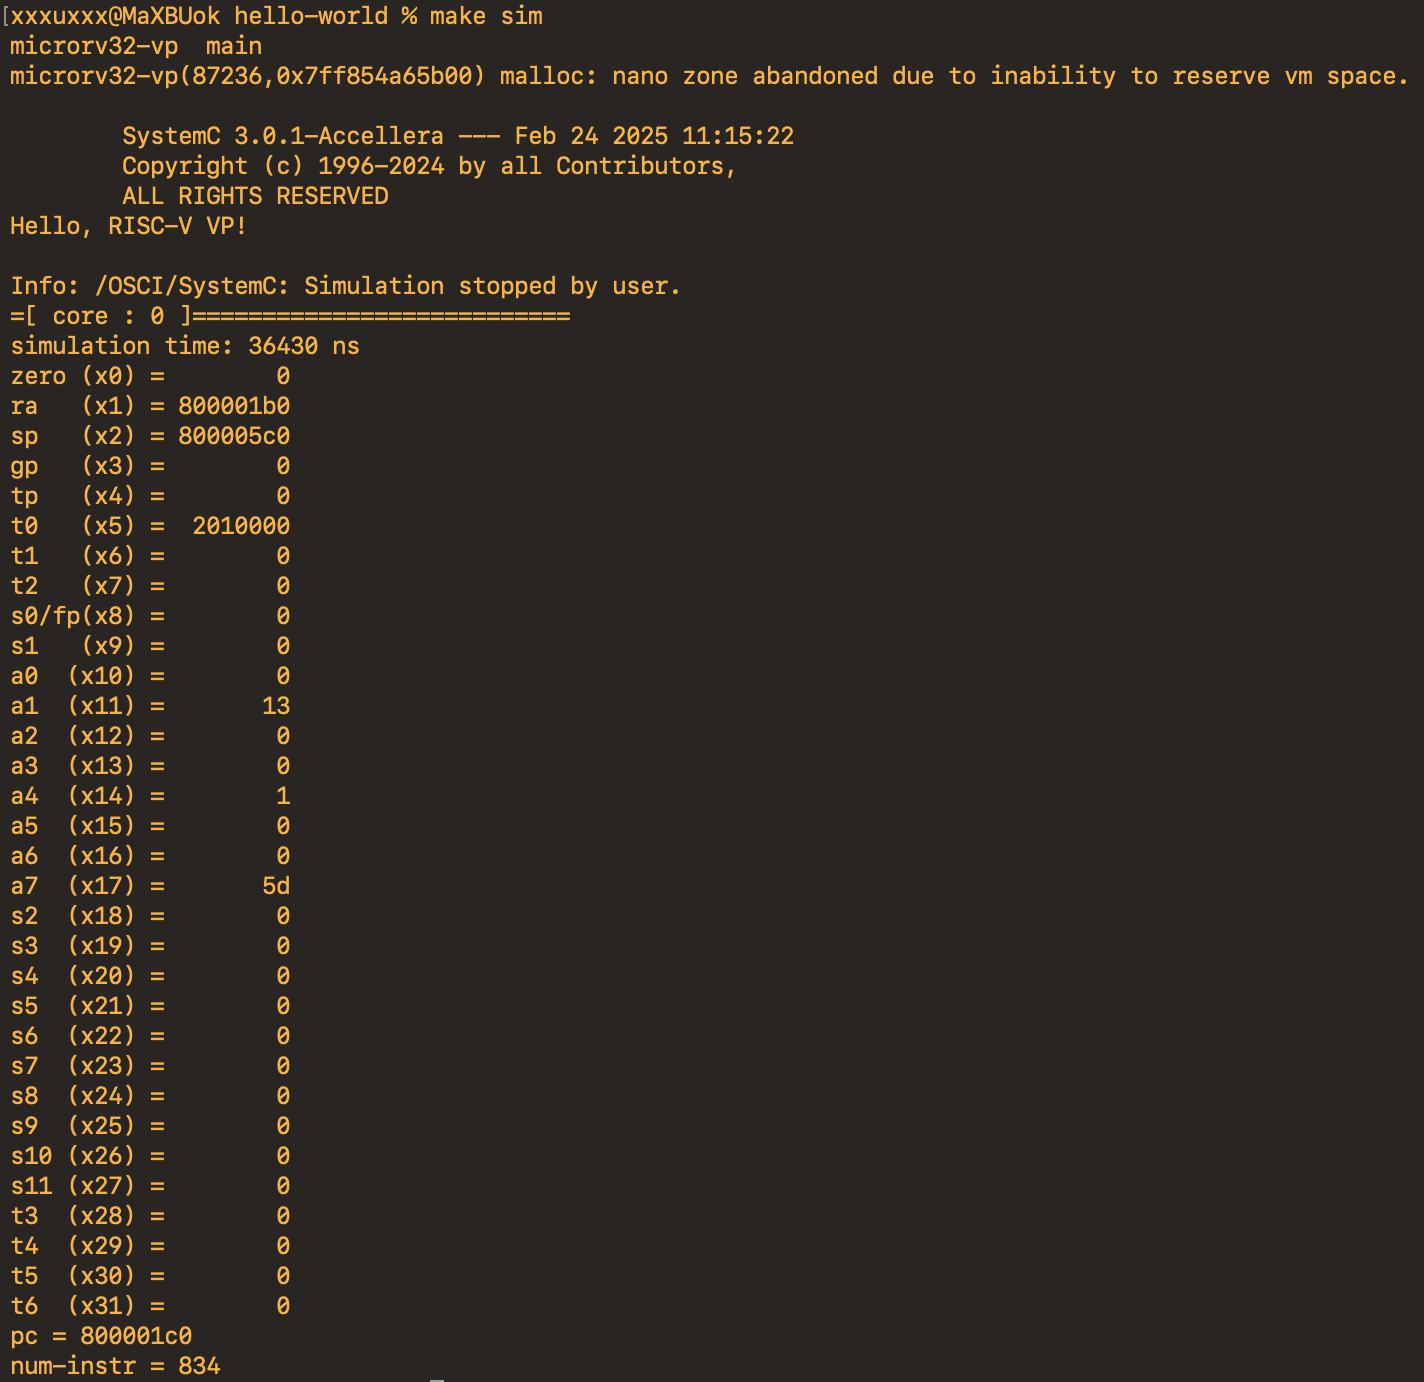 [xxxuxxx@MaXBUok hello-world % make sim
microrv32-vp  main
microrv32-vp(87236,0x7ff854a65b00) malloc: nano zone abandoned due to inability to reserve vm space.

        SystemC 3.0.1-Accellera --- Feb 24 2025 11:15:22
        Copyright (c) 1996-2024 by all Contributors,
        ALL RIGHTS RESERVED
Hello, RISC-V VP!

Info: /OSCI/SystemC: Simulation stopped by user.
=[ core : 0 ]===========================
simulation time: 36430 ns
zero (x0) =        0
ra   (x1) = 800001b0
sp   (x2) = 800005c0
gp   (x3) =        0
tp   (x4) =        0
t0   (x5) =  2010000
t1   (x6) =        0
t2   (x7) =        0
s0/fp(x8) =        0
s1   (x9) =        0
a0  (x10) =        0
a1  (x11) =       13
a2  (x12) =        0
a3  (x13) =        0
a4  (x14) =        1
a5  (x15) =        0
a6  (x16) =        0
a7  (x17) =       5d
s2  (x18) =        0
s3  (x19) =        0
s4  (x20) =        0
s5  (x21) =        0
s6  (x22) =        0
s7  (x23) =        0
s8  (x24) =        0
s9  (x25) =        0
s10 (x26) =        0
s11 (x27) =        0
t3  (x28) =        0
t4  (x29) =        0
t5  (x30) =        0
t6  (x31) =        0
pc = 800001c0
num-instr = 834